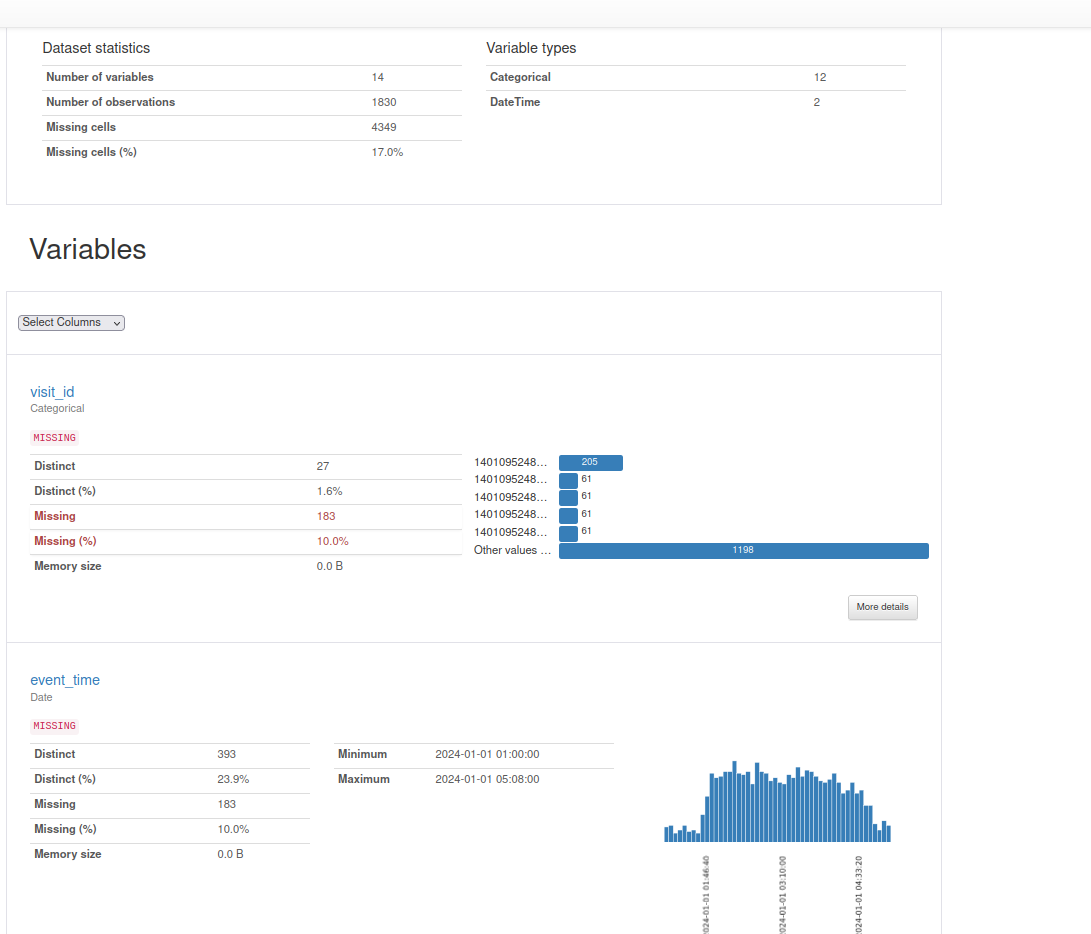 Dataset statistics
Number of variables 14
Number of observations 1830
Missing cells 4349
Missing cells (%) 17.0%
Variable types
Categorical 12
DateTime 2
Variables
Select Columns
visit_id
Categorical
MISSING
Distinct 27
Distinct (%) 1.6%
Missing 183
Missing (%) 10.0%
Memory size 0.0 B
1401095248... 205
1401095248... 61
1401095248... 61
1401095248... 61
1401095248... 61
Other values ... 1198
More details
event_time
Date
MISSING
Distinct 393
Distinct (%) 23.9%
Missing 183
Missing (%) 10.0%
Memory size 0.0 B
Minimum 2024-01-01 01:00:00
Maximum 2024-01-01 05:08:00
024-01-01 01:46:40
024-01-01 03:10:00
024-01-01 04:33:20